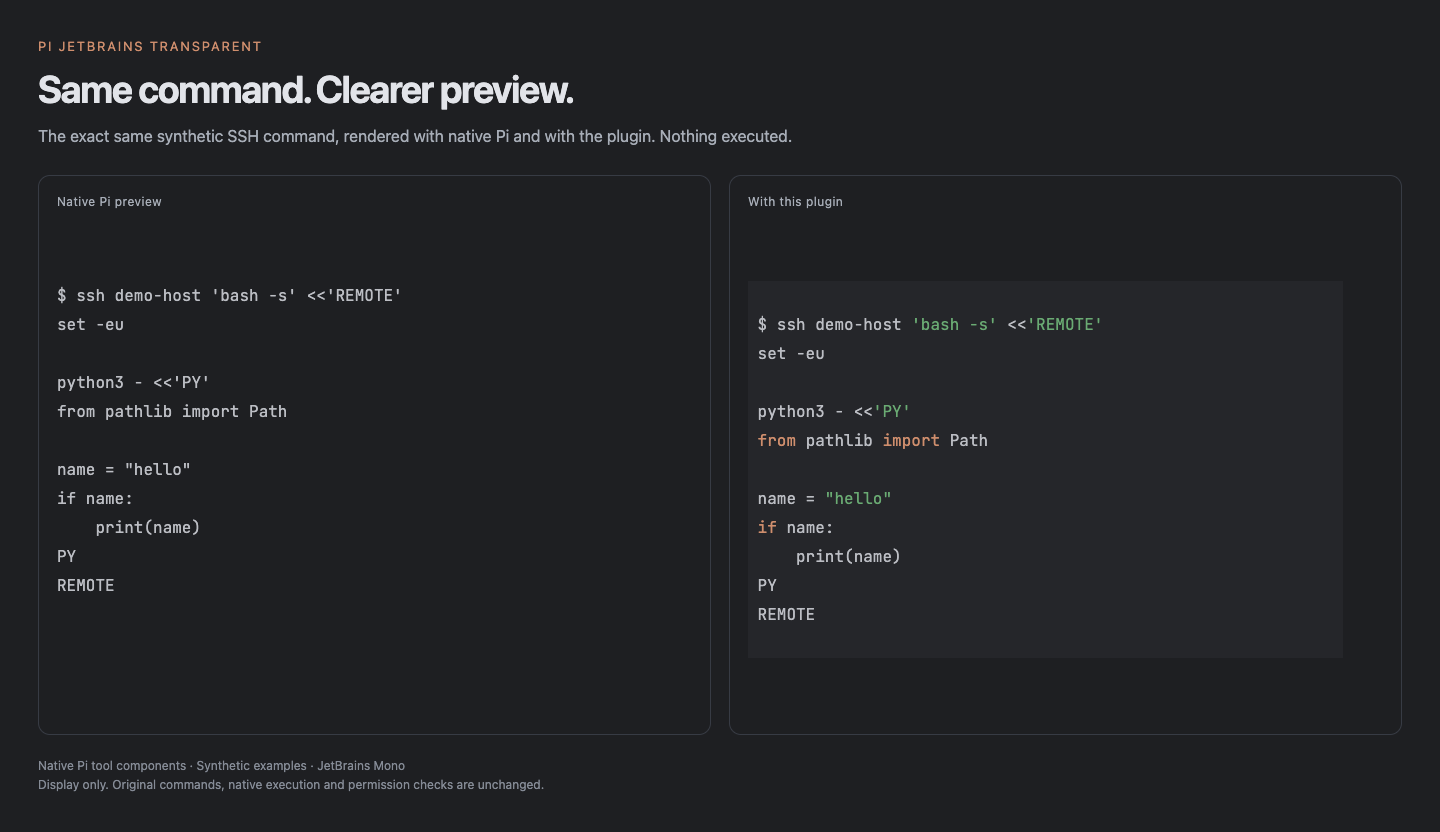 PI JETBRAINS TRANSPARENT
Same command. Clearer preview.
The exact same synthetic SSH command, rendered with native Pi and with the plugin. Nothing executed.
Native Pi preview
$ ssh demo-host 'bash -s' <<'REMOTE'
set -eu
python3 - <<'PY'
from pathlib import Path
name = "hello"
if name:
    print(name)
PY
REMOTE
With this plugin
$ ssh demo-host 'bash -s' <<'REMOTE'
set -eu
python3 - <<'PY'
from pathlib import Path
name = "hello"
if name:
    print(name)
PY
REMOTE
Native Pi tool components · Synthetic examples · JetBrains Mono
Display only. Original commands, native execution and permission checks are unchanged.